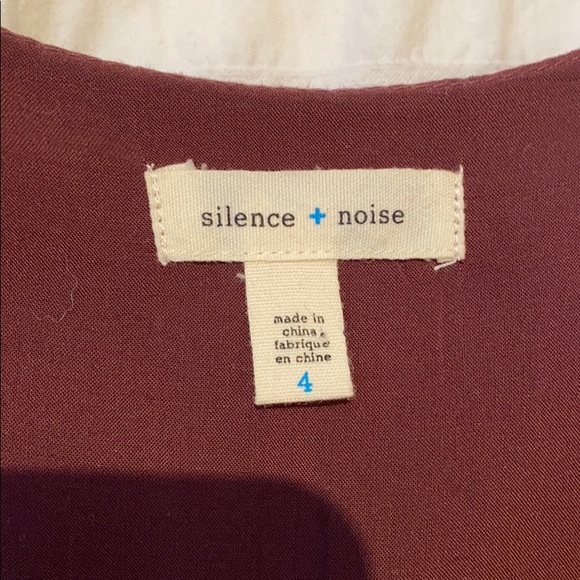 silence + noise
made in
china
fabriqué
en chine
4